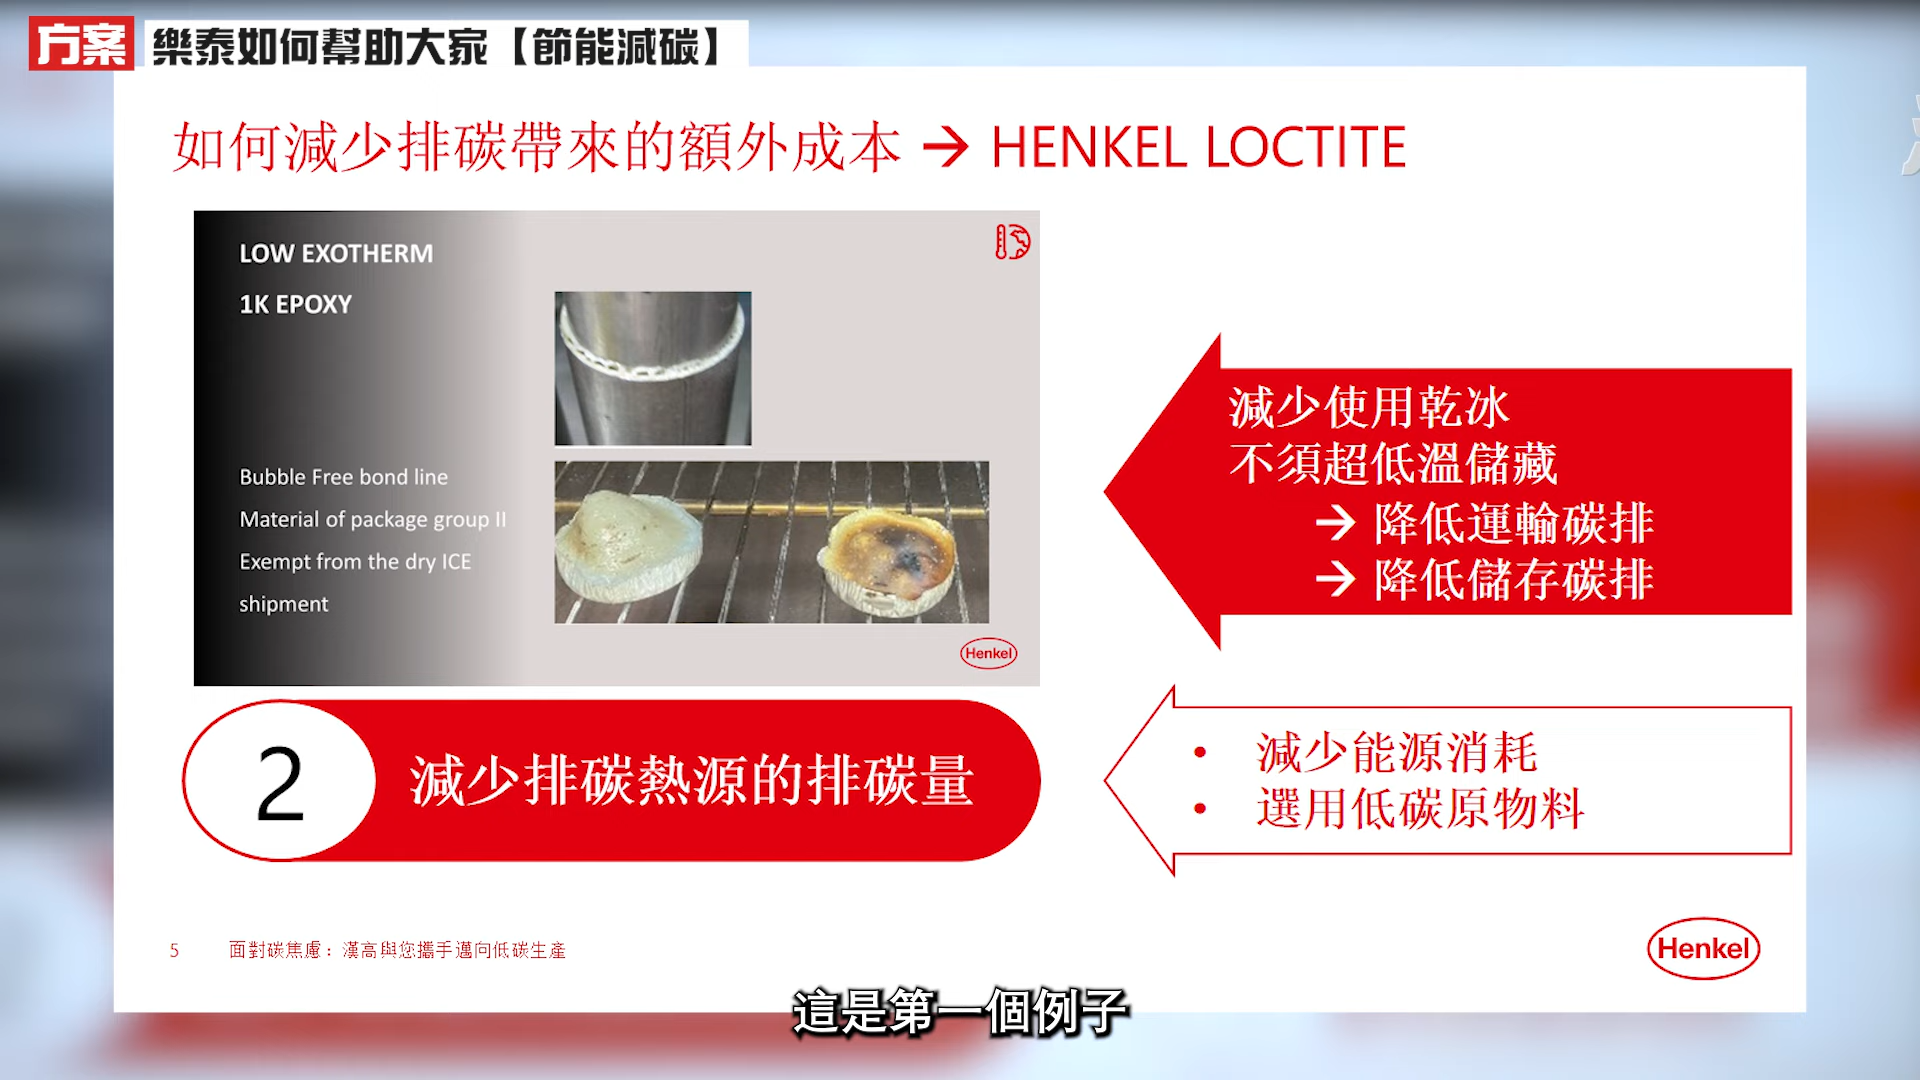 方案 樂泰如何幫助大家【節能減碳】
如何減少排碳帶來的額外成本 → HENKEL LOCTITE
LOW EXOTHERM
1K EPOXY
Bubble Free bond line
Material of package group II
Exempt from the dry ICE
shipment
Henkel
減少使用乾冰
不須超低溫儲藏
→ 降低運輸碳排
→ 降低儲存碳排
2 減少排碳熱源的排碳量
• 減少能源消耗
• 選用低碳原物料
5 面對碳焦慮：漢高與您攜手邁向低碳生產
Henkel
這是第一個例子